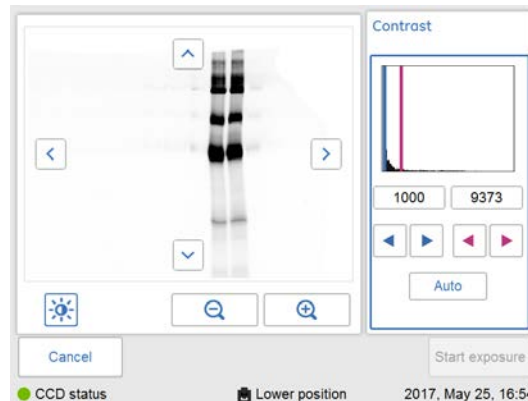 Contrast
1000 9373
Auto
Cancel
Start exposure
CCD status
Lower position
2017, May 25, 16:5